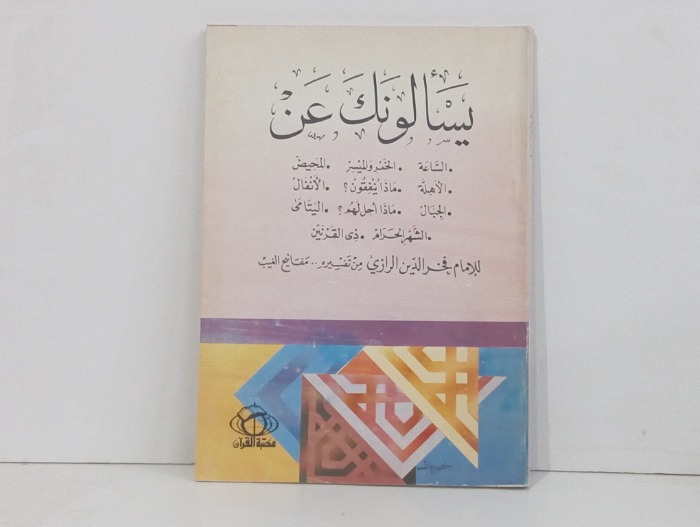 يسألونك عن
• الساعة • الخمر والميسر • المحيض
• الأهلة • ماذا ينفقون؟ • الأنفال
• الجبال • ماذا أحل لهم؟ • اليتامى
• الشهر الحرام • ذي القرنين
للإمام فخر الدين الرازي من تفسيره .. مفاتيح الغيب
مكتبة القرآن